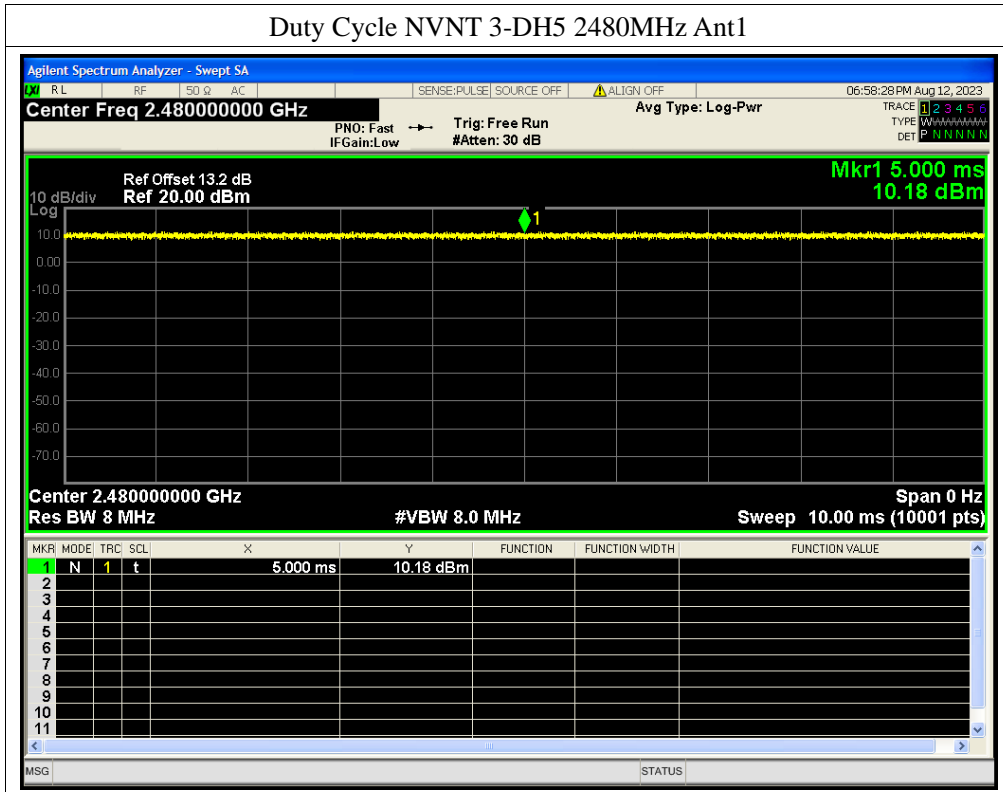 Duty Cycle NVNT 3-DH5 2480MHz Ant1
Agilent Spectrum Analyzer - Swept SA
LXI RL RF 50 Ω AC SENSE:PULSE SOURCE OFF ALIGN OFF 06:58:28 PM Aug 12, 2023
Center Freq 2.480000000 GHz Avg Type: Log-Pwr TRACE 1 2 3 4 5 6
PNO: Fast Trig: Free Run TYPE WWWWWW
IFGain:Low #Atten: 30 dB DET P N N N N N
Mkr1 5.000 ms
Ref Offset 13.2 dB
10 dB/div Ref 20.00 dBm 10.18 dBm
Log
1
10.0
0.00
-10.0
-20.0
-30.0
-40.0
-50.0
-60.0
-70.0
Center 2.480000000 GHz Span 0 Hz
Res BW 8 MHz #VBW 8.0 MHz Sweep 10.00 ms (10001 pts)
MKR MODE TRC SCL X Y FUNCTION FUNCTION WIDTH FUNCTION VALUE
1 N 1 t 5.000 ms 10.18 dBm
2
3
4
5
6
7
8
9
10
11
MSG STATUS